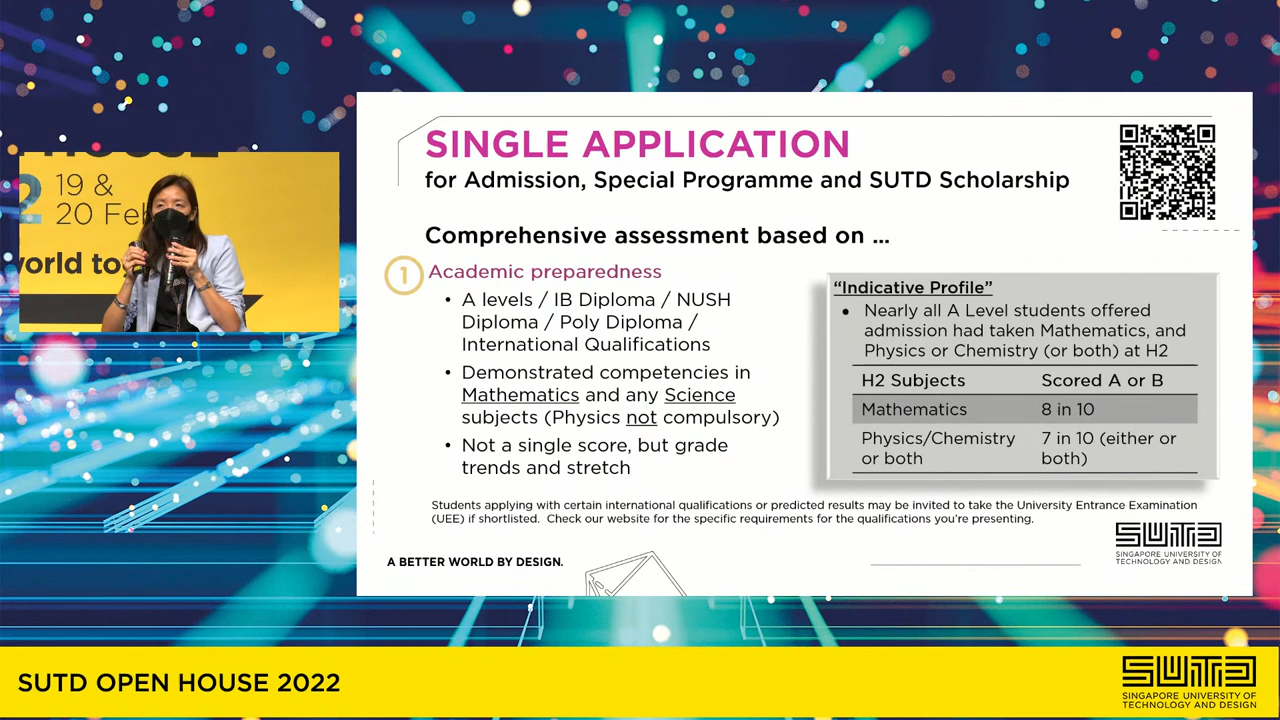 SINGLE APPLICATION
for Admission, Special Programme and SUTD Scholarship
Comprehensive assessment based on ...
1 Academic preparedness
• A levels / IB Diploma / NUSH
Diploma / Poly Diploma /
International Qualifications
• Demonstrated competencies in
Mathematics and any Science
subjects (Physics not compulsory)
• Not a single score, but grade
trends and stretch
“Indicative Profile”
• Nearly all A Level students offered
admission had taken Mathematics, and
Physics or Chemistry (or both) at H2
H2 Subjects Scored A or B
Mathematics 8 in 10
Physics/Chemistry 7 in 10 (either or
or both both)
Students applying with certain international qualifications or predicted results may be invited to take the University Entrance Examination
(UEE) if shortlisted. Check our website for the specific requirements for the qualifications you're presenting.
A BETTER WORLD BY DESIGN.
SUTD
SINGAPORE UNIVERSITY OF
TECHNOLOGY AND DESIGN
2 19 &
20 Feb
world to
SUTD OPEN HOUSE 2022
SUTD
SINGAPORE UNIVERSITY OF
TECHNOLOGY AND DESIGN